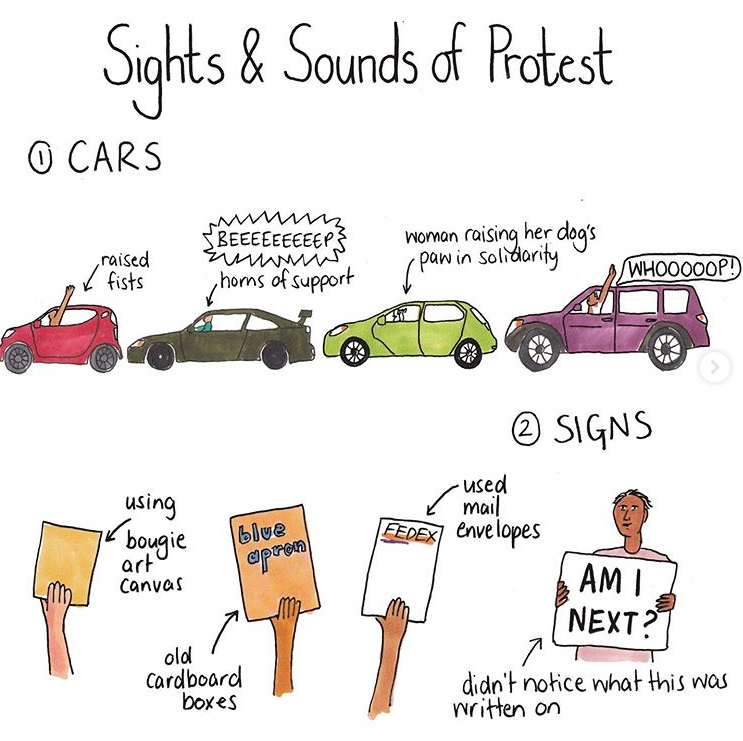 Sights & Sounds of Protest
1 CARS
raised
fists
BEEEEEEEEEP
horns of support
woman raising her dog's
paw in solidarity
WHOOOOOP!
2 SIGNS
using
bougie
art
canvas
blue
apron
old
cardboard
boxes
FEDEX
used
mail
envelopes
AM I
NEXT?
didn't notice what this was
written on